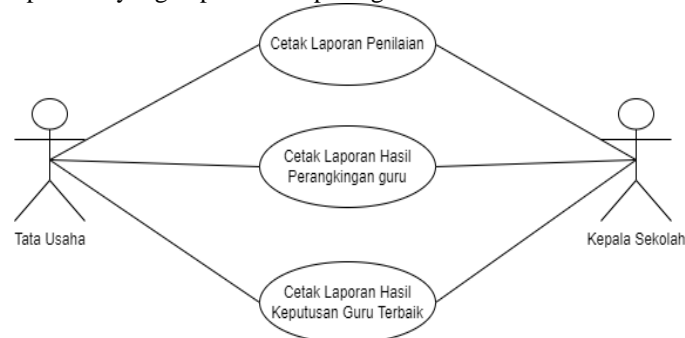 Cetak Laporan Penilaian
Cetak Laporan Hasil
Perangkingan guru
Tata Usaha
Kepala Sekolah
Cetak Laporan Hasil
Keputusan Guru Terbaik